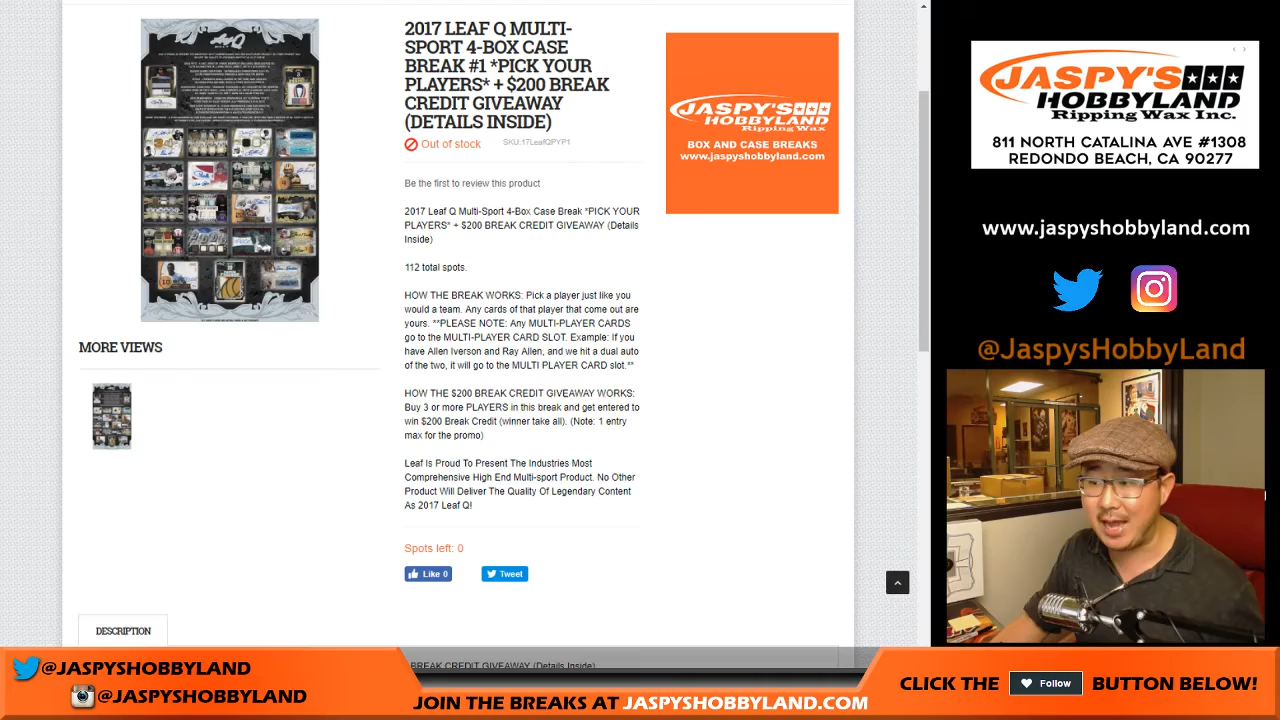 2017 LEAF Q MULTI-
SPORT 4-BOX CASE
BREAK #1 *PICK YOUR
PLAYERS* + $200 BREAK
CREDIT GIVEAWAY
(DETAILS INSIDE)
Out of stock
SKU:17LeafQPYP1
Be the first to review this product
2017 Leaf Q Multi-Sport 4-Box Case Break *PICK YOUR
PLAYERS* + $200 BREAK CREDIT GIVEAWAY (Details
Inside)
112 total spots.
HOW THE BREAK WORKS: Pick a player just like you
would a team. Any cards of that player that come out are
yours. **PLEASE NOTE: Any MULTI-PLAYER CARDS
go to the MULTI-PLAYER CARD SLOT. Example: If you
have Allen Iverson and Ray Allen, and we hit a dual auto
of the two, it will go to the MULTI PLAYER CARD slot.**
HOW THE $200 BREAK CREDIT GIVEAWAY WORKS:
Buy 3 or more PLAYERS in this break and get entered to
win $200 Break Credit (winner take all). (Note: 1 entry
max for the promo)
Leaf Is Proud To Present The Industries Most
Comprehensive High End Multi-sport Product. No Other
Product Will Deliver The Quality Of Legendary Content
As 2017 Leaf Q!
Spots left: 0
Like 0
Tweet
MORE VIEWS
DESCRIPTION
BREAK CREDIT GIVEAWAY (Details Inside)
JASPY'S
HOBBYLAND
Ripping Wax
BOX AND CASE BREAKS
www.jaspyshobbyland.com
JASPY'S
HOBBYLAND
Ripping Wax Inc.
811 NORTH CATALINA AVE #1308
REDONDO BEACH, CA 90277
www.jaspyshobbyland.com
@JaspysHobbyLand
@JASPYSHOBBYLAND
@JASPYSHOBBYLAND
JOIN THE BREAKS AT JASPYSHOBBYLAND.COM
CLICK THE Follow BUTTON BELOW!